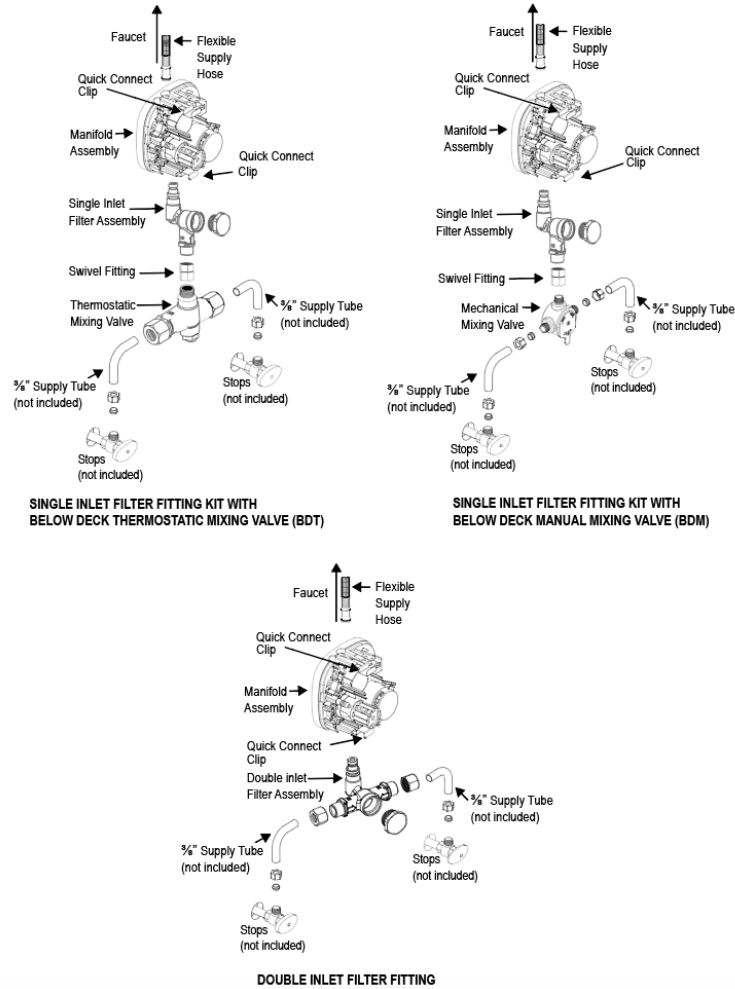 Faucet
Flexible
Supply
Hose
Quick Connect
Clip
Manifold
Assembly
Quick Connect
Clip
Single Inlet
Filter Assembly
Swivel Fitting
Thermostatic
Mixing Valve
⅜" Supply Tube
(not included)
Stops
(not included)
⅜" Supply Tube
(not included)
Stops
(not included)
SINGLE INLET FILTER FITTING KIT WITH
BELOW DECK THERMOSTATIC MIXING VALVE (BDT)
Faucet
Flexible
Supply
Hose
Quick Connect
Clip
Manifold
Assembly
Quick Connect
Clip
Single Inlet
Filter Assembly
Swivel Fitting
Mechanical
Mixing Valve
⅜" Supply Tube
(not included)
Stops
(not included)
⅜" Supply Tube
(not included)
Stops
(not included)
SINGLE INLET FILTER FITTING KIT WITH
BELOW DECK MANUAL MIXING VALVE (BDM)
Faucet
Flexible
Supply
Hose
Quick Connect
Clip
Manifold
Assembly
Quick Connect
Clip
Double inlet
Filter Assembly
⅜" Supply Tube
(not included)
Stops
(not included)
⅜" Supply Tube
(not included)
Stops
(not included)
DOUBLE INLET FILTER FITTING